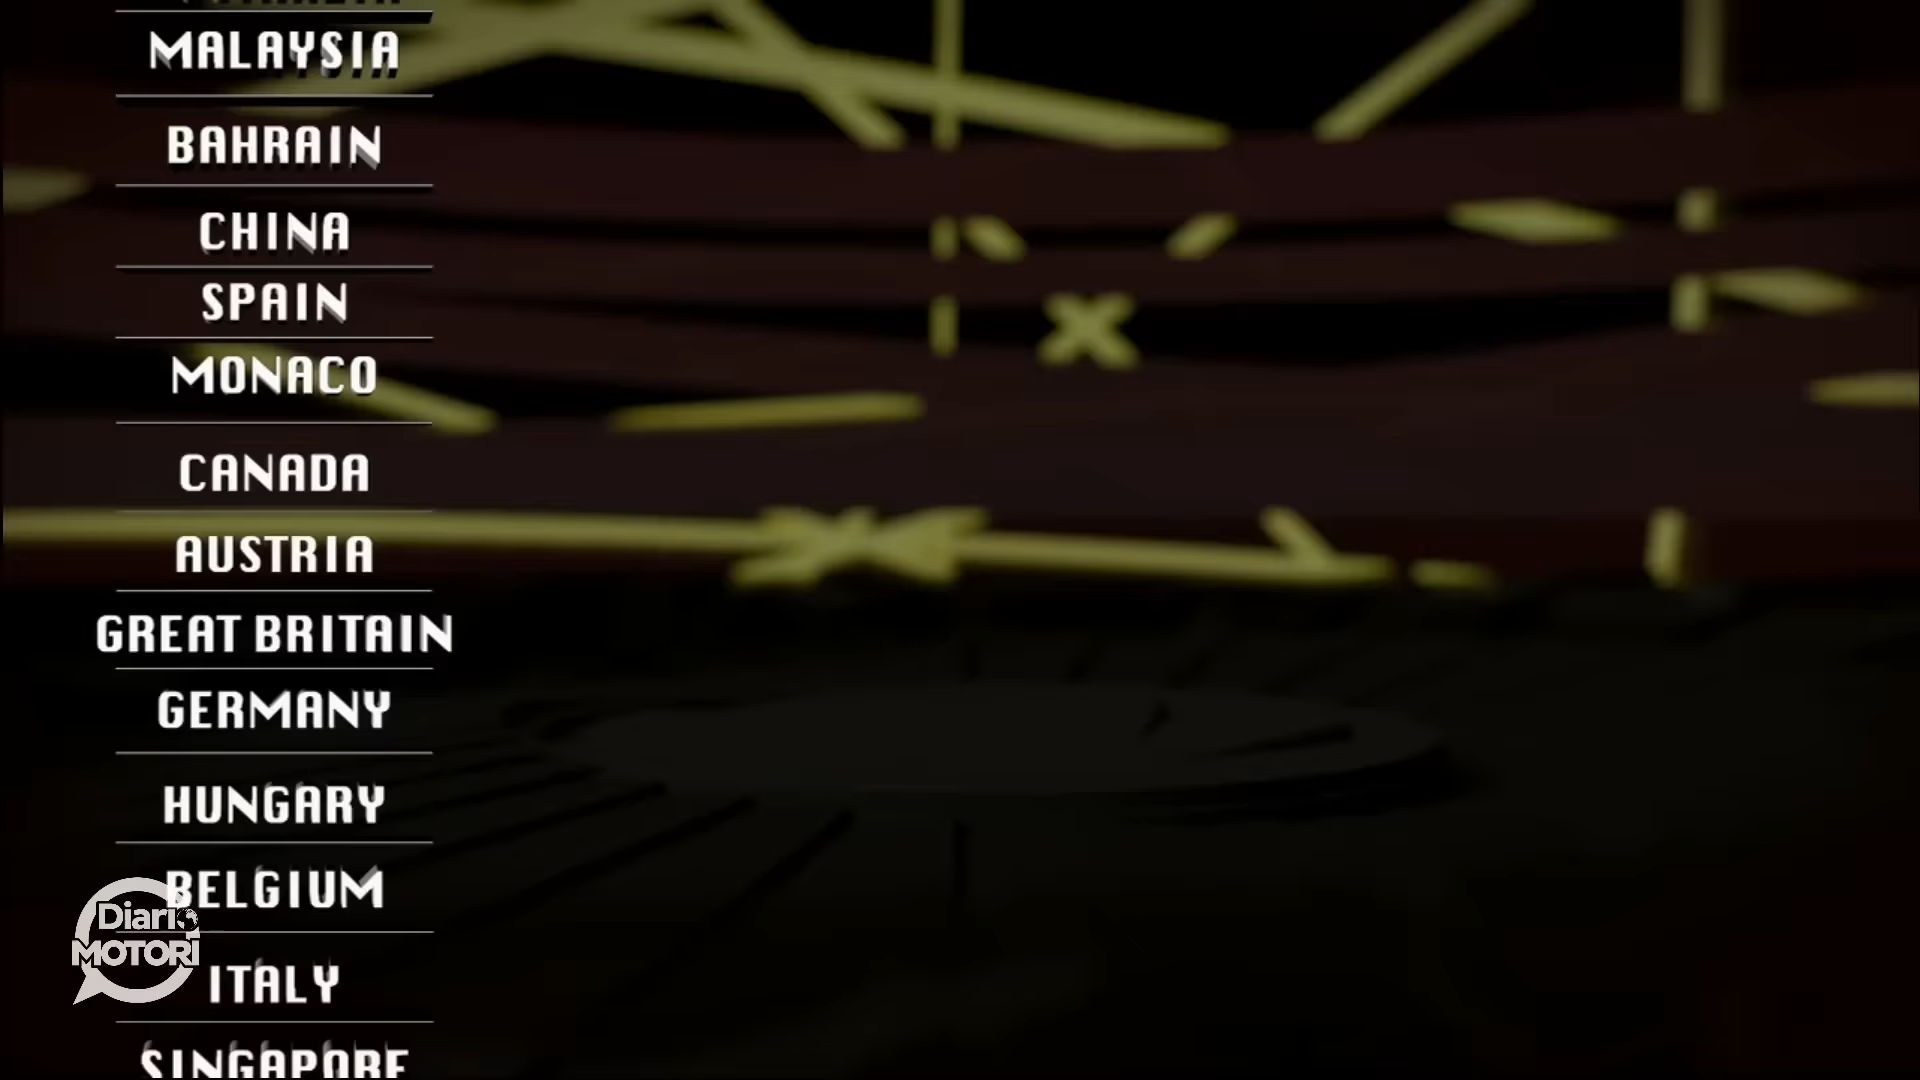 MALAYSIA
BAHRAIN
CHINA
SPAIN
MONACO
CANADA
AUSTRIA
GREAT BRITAIN
GERMANY
HUNGARY
BELGIUM
Diario
MOTORI
ITALY
SINGAPORE